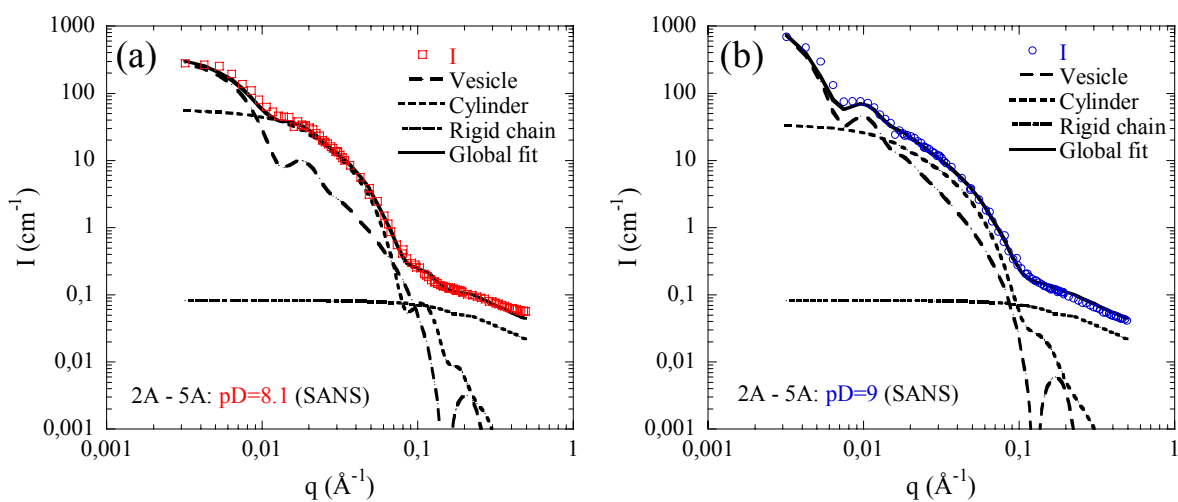 (a)
I (cm⁻¹)
1000
100
10
1
0,1
0,01
0,001
I
Vesicle
Cylinder
Rigid chain
Global fit
2A - 5A: pD=8.1 (SANS)
0,001 0,01 0,1 1
q (Å⁻¹)
(b)
I (cm⁻¹)
1000
100
10
1
0,1
0,01
0,001
I
Vesicle
Cylinder
Rigid chain
Global fit
2A - 5A: pD=9 (SANS)
0,001 0,01 0,1 1
q (Å⁻¹)